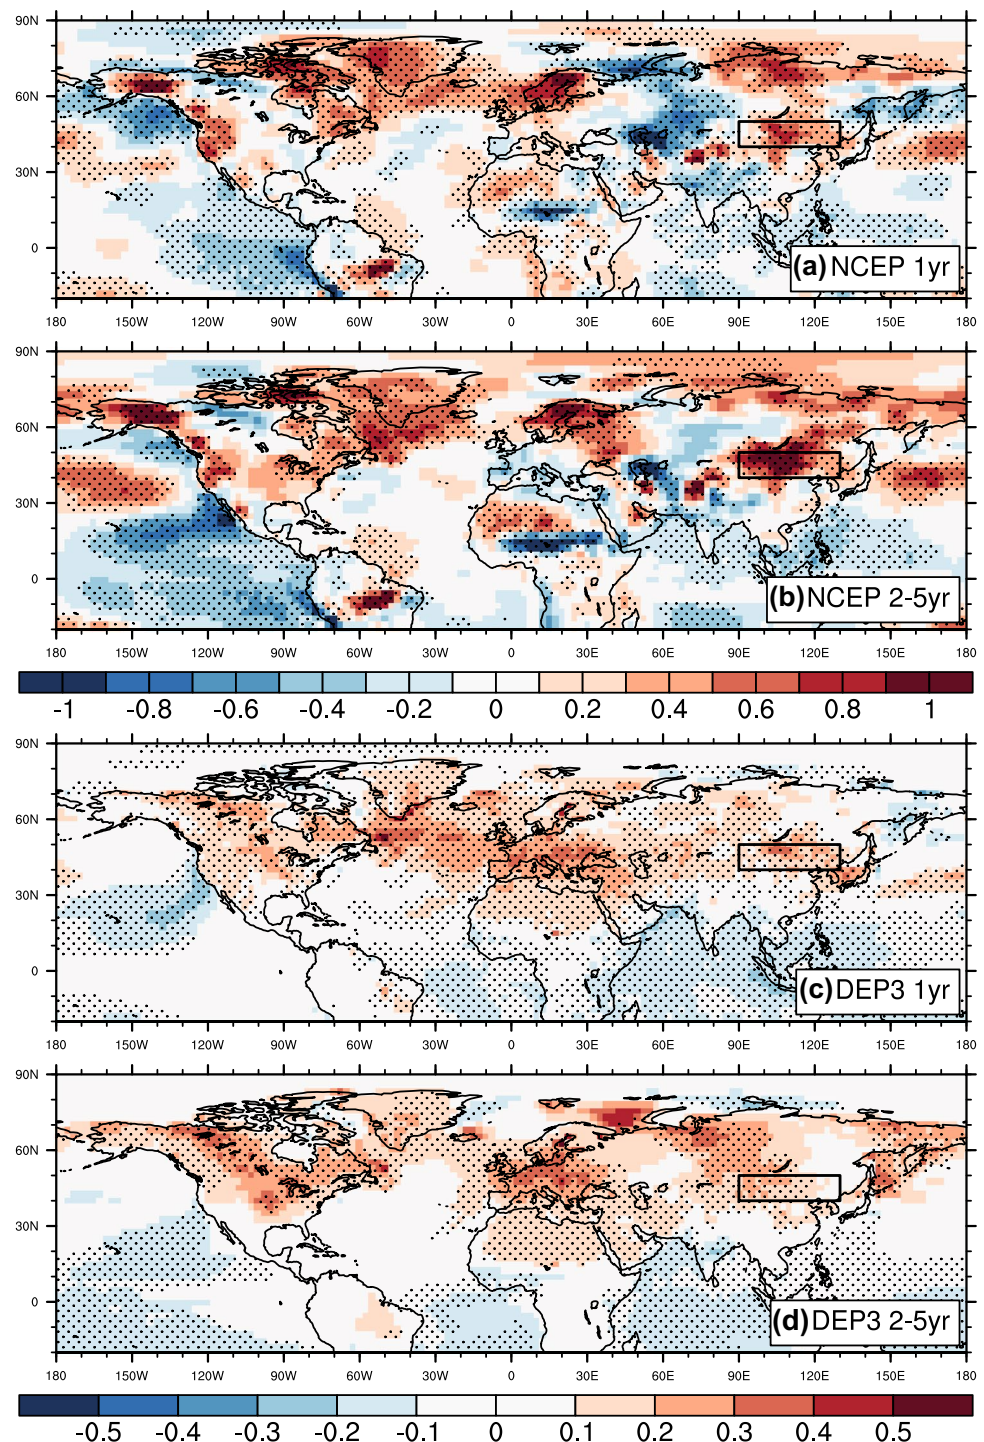 90N
60N
30N
0
(a) NCEP 1yr
180 150W 120W 90W 60W 30W 0 30E 60E 90E 120E 150E 180
90N
60N
30N
0
(b) NCEP 2-5yr
180 150W 120W 90W 60W 30W 0 30E 60E 90E 120E 150E 180
-1 -0.8 -0.6 -0.4 -0.2 0 0.2 0.4 0.6 0.8 1
90N
60N
30N
0
(c) DEP3 1yr
180 150W 120W 90W 60W 30W 0 30E 60E 90E 120E 150E 180
90N
60N
30N
0
(d) DEP3 2-5yr
180 150W 120W 90W 60W 30W 0 30E 60E 90E 120E 150E 180
-0.5 -0.4 -0.3 -0.2 -0.1 0 0.1 0.2 0.3 0.4 0.5